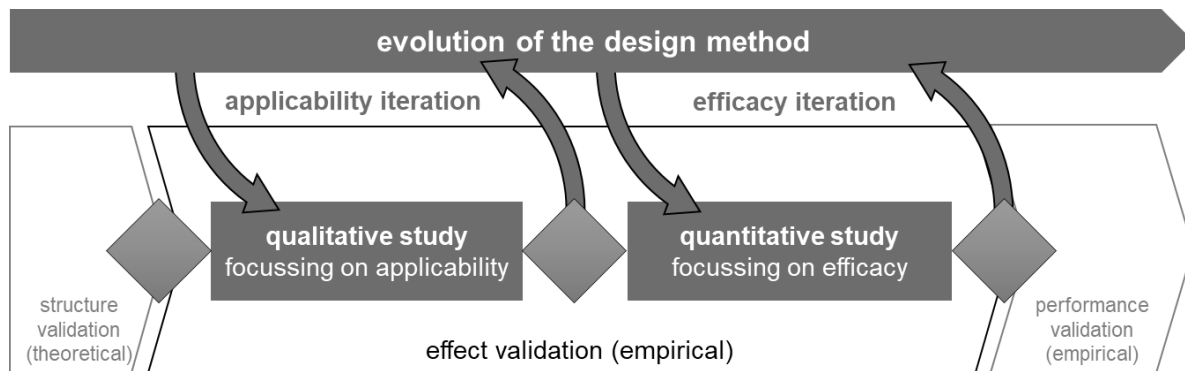 evolution of the design method
applicability iteration
efficacy iteration
qualitative study
focussing on applicability
quantitative study
focussing on efficacy
structure
validation
(theoretical)
effect validation (empirical)
performance
validation
(empirical)